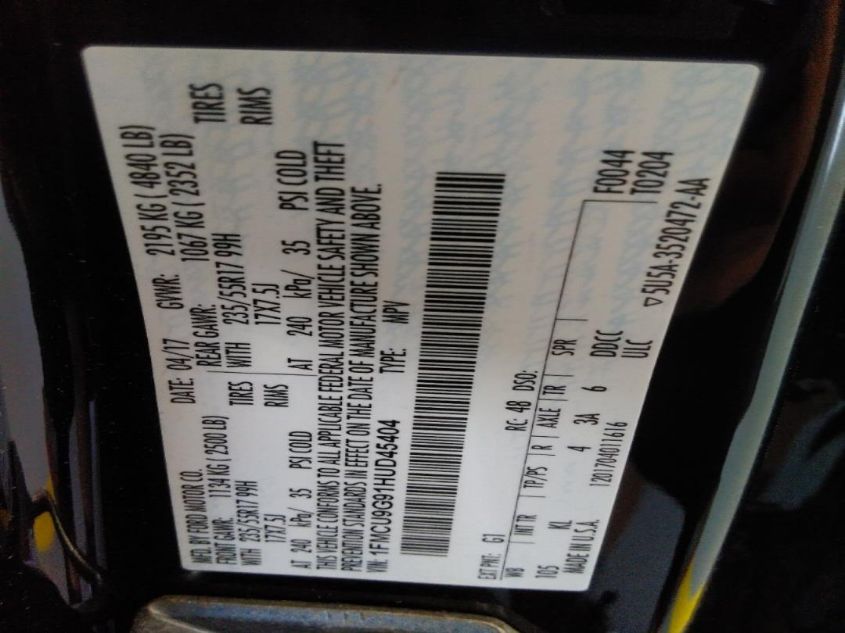 MFD. BY FORD MOTOR CO.
DATE: 04/17 GVWR: 2195 KG ( 4840 LB)
FRONT GAWR: 1134 KG ( 2500 LB) REAR GAWR: 1067 KG ( 2352 LB)
WITH 235/55R17 99H TIRES WITH 235/55R17 99H TIRES
17X7.5J RIMS 17X7.5J RIMS
AT 240 kPa/ 35 PSI COLD AT 240 kPa/ 35 PSI COLD
THIS VEHICLE CONFORMS TO ALL APPLICABLE FEDERAL MOTOR VEHICLE SAFETY AND THEFT
PREVENTION STANDARDS IN EFFECT ON THE DATE OF MANUFACTURE SHOWN ABOVE.
VIN: 1FMCU9G91HUD45404 TYPE: MPV
EXT PNT: G1 RC: 4B DSO: F0044
WB INT TR TP/PS R AXLE TR SPR T0204
105 KL 4 3A 6 DDCC
MADE IN U.S.A. 12017040 11616 ULC ▽5U5A-3520472-AA